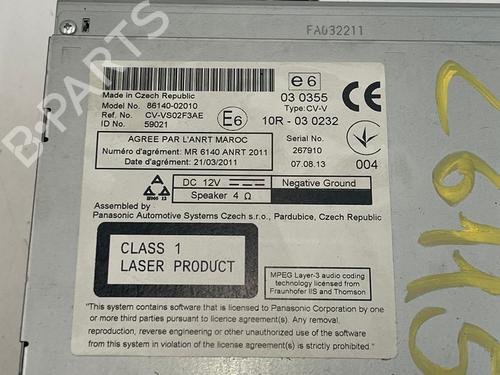 FA032211
Made in Czech Republic
Model No. 86140-02010
Ref. No. CV-VS02F3AE
ID No. 59021
E6
e6
03 0355
Type: CV-V
10R - 03 0232
CE
AGREE PAR L'ANRT MAROC
Numéro d'agrément: MR 6140 ANRT 2011
Date d'agrément: 21/03/2011
Serial No.
267910
07.08.13
004
DC 12V
Negative Ground
Speaker 4 Ω
Assembled by
Panasonic Automotive Systems Czech s.r.o., Pardubice, Czech Republic
CLASS 1
LASER PRODUCT
MPEG Layer-3 audio coding
technology licensed from
Fraunhofer IIS and Thomson
"This system contains software that is licensed to Panasonic Corporation by one
or more third parties. Any removal,
reproduction, reverse engineering or other unauthorized use of the software
from this system in violation of the license agreement(s) is strictly prohibited."
B-PARTS